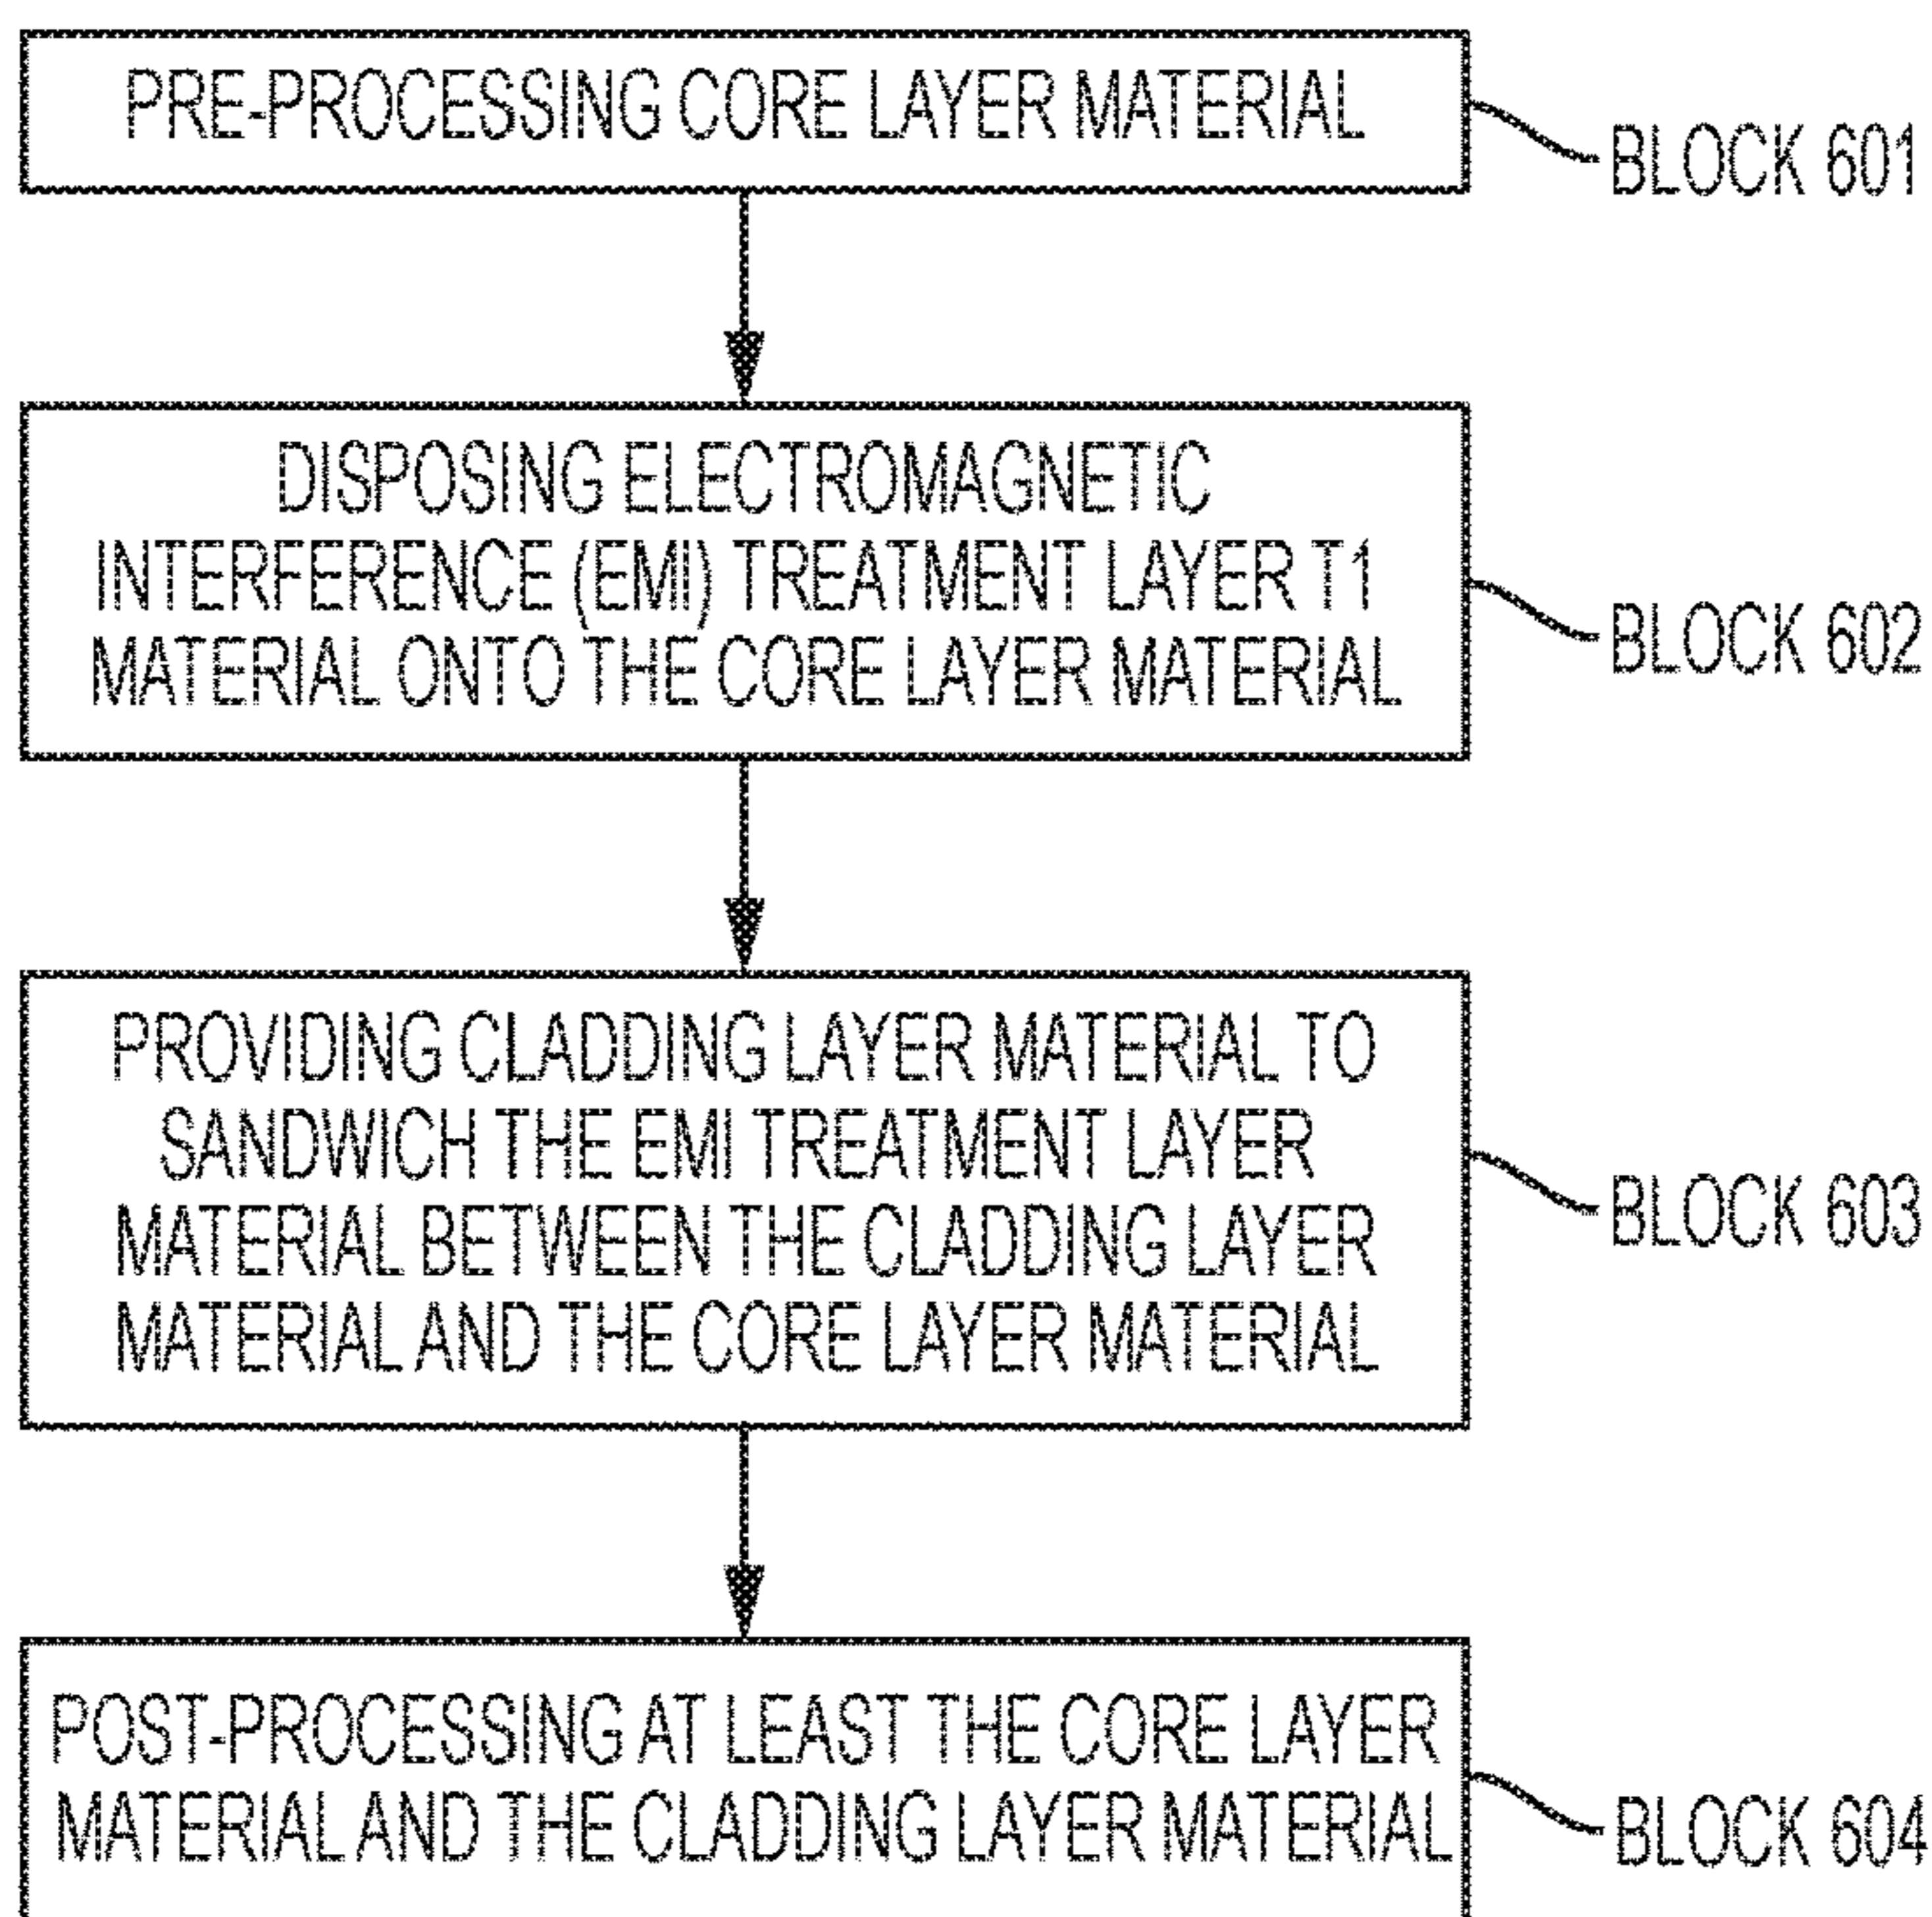 PRE-PROCESSING CORE LAYER MATERIAL
BLOCK 601
DISPOSING ELECTROMAGNETIC
INTERFERENCE (EMI) TREATMENT LAYER T1
MATERIAL ONTO THE CORE LAYER MATERIAL
BLOCK 602
PROVIDING CLADDING LAYER MATERIAL TO
SANDWICH THE EMI TREATMENT LAYER
MATERIAL BETWEEN THE CLADDING LAYER
MATERIAL AND THE CORE LAYER MATERIAL
BLOCK 603
POST-PROCESSING AT LEAST THE CORE LAYER
MATERIAL AND THE CLADDING LAYER MATERIAL
BLOCK 604